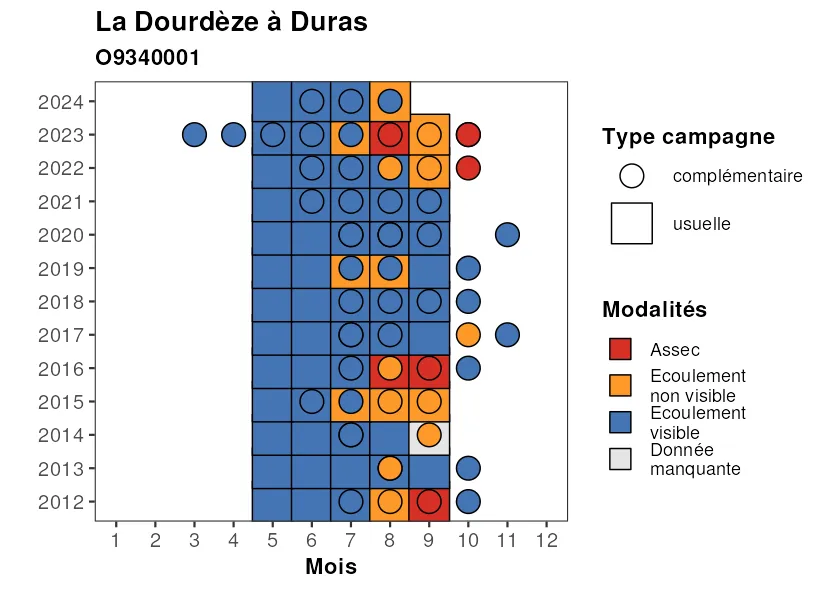 La Dourdèze à Duras
O9340001
2024
2023
2022
2021
2020
2019
2018
2017
2016
2015
2014
2013
2012
1 2 3 4 5 6 7 8 9 10 11 12
Mois
Type campagne
complémentaire
usuelle
Modalités
Assec
Ecoulement
non visible
Ecoulement
visible
Donnée
manquante